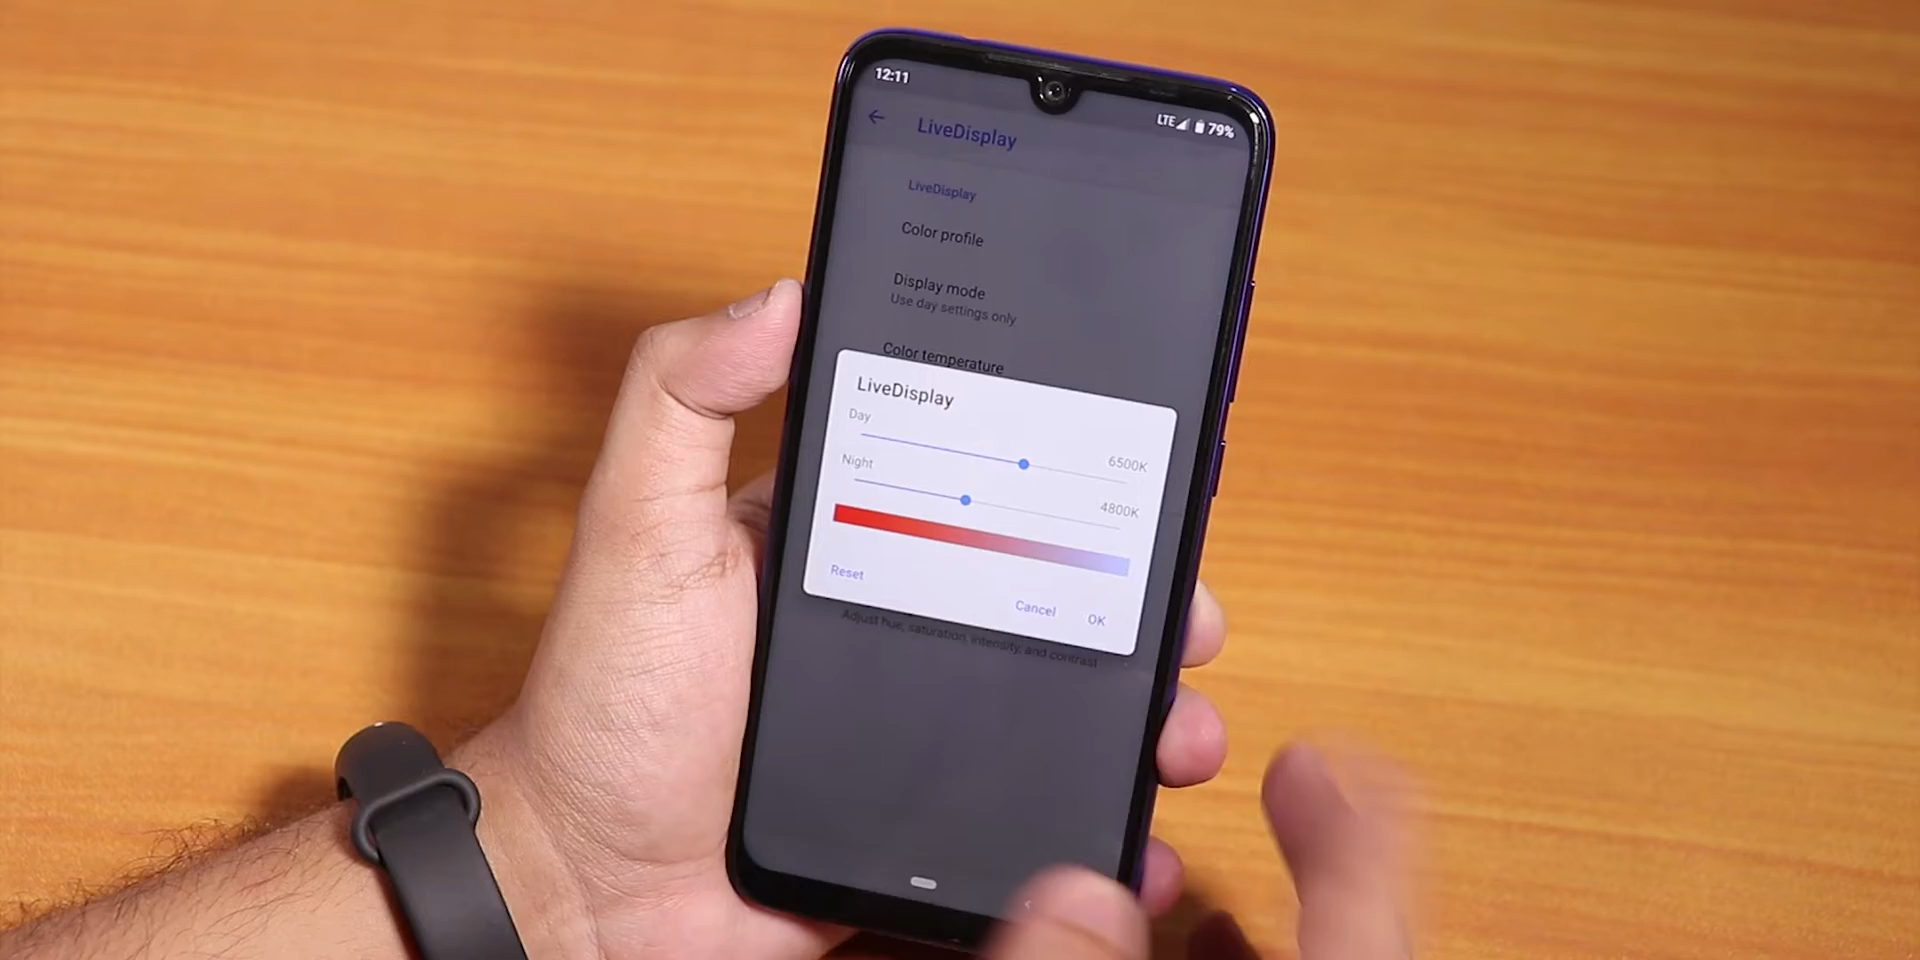 12:11
LTE 79%
LiveDisplay
LiveDisplay
Color profile
Display mode
Use day settings only
Color temperature
LiveDisplay
Day
6500K
Night
4800K
Reset
Cancel
OK
Adjust hue, saturation, intensity, and contrast